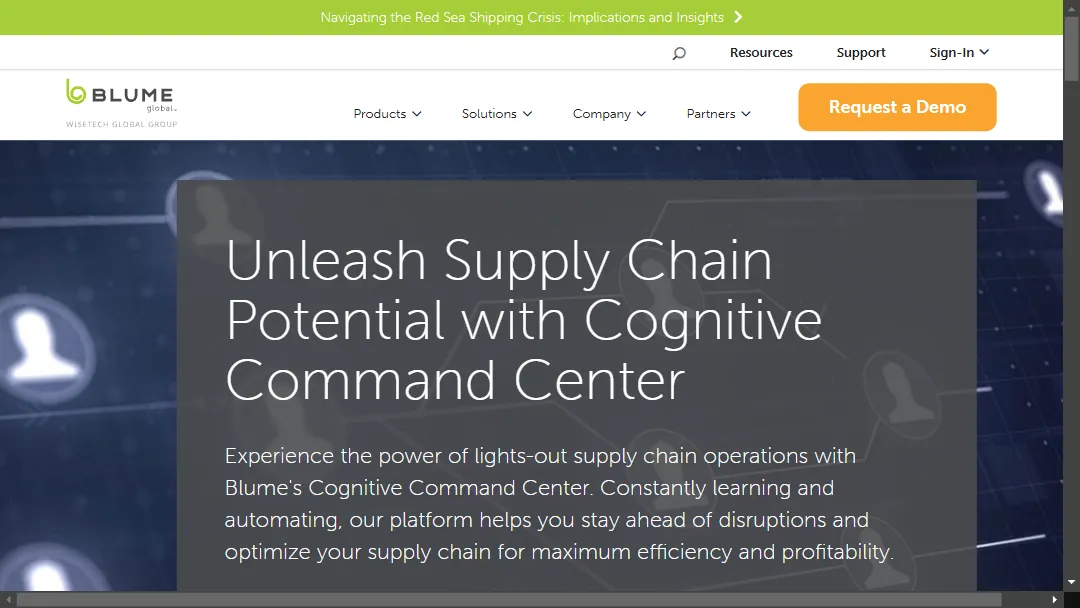 Navigating the Red Sea Shipping Crisis: Implications and Insights
Resources
Support
Sign-In
BLUME
global™
WISETECH GLOBAL GROUP
Products
Solutions
Company
Partners
Request a Demo
Unleash Supply Chain
Potential with Cognitive
Command Center
Experience the power of lights-out supply chain operations with
Blume's Cognitive Command Center. Constantly learning and
automating, our platform helps you stay ahead of disruptions and
optimize your supply chain for maximum efficiency and profitability.